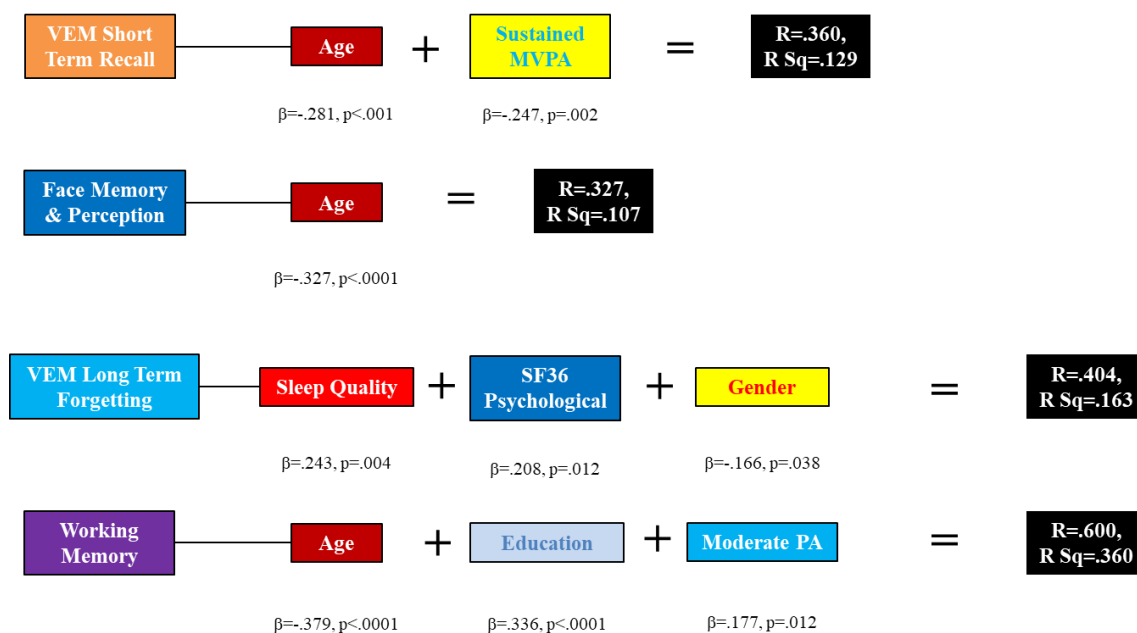 VEM Short
Term Recall
Age
+
Sustained
MVPA
=
R=.360,
R Sq=.129
β=-.281, p<.001
β=-.247, p=.002
Face Memory
& Perception
Age
=
R=.327,
R Sq=.107
β=-.327, p<.0001
VEM Long Term
Forgetting
Sleep Quality
+
SF36
Psychological
+
Gender
=
R=.404,
R Sq=.163
β=.243, p=.004
β=.208, p=.012
β=-.166, p=.038
Working
Memory
Age
+
Education
+
Moderate PA
=
R=.600,
R Sq=.360
β=-.379, p<.0001
β=.336, p<.0001
β=.177, p=.012